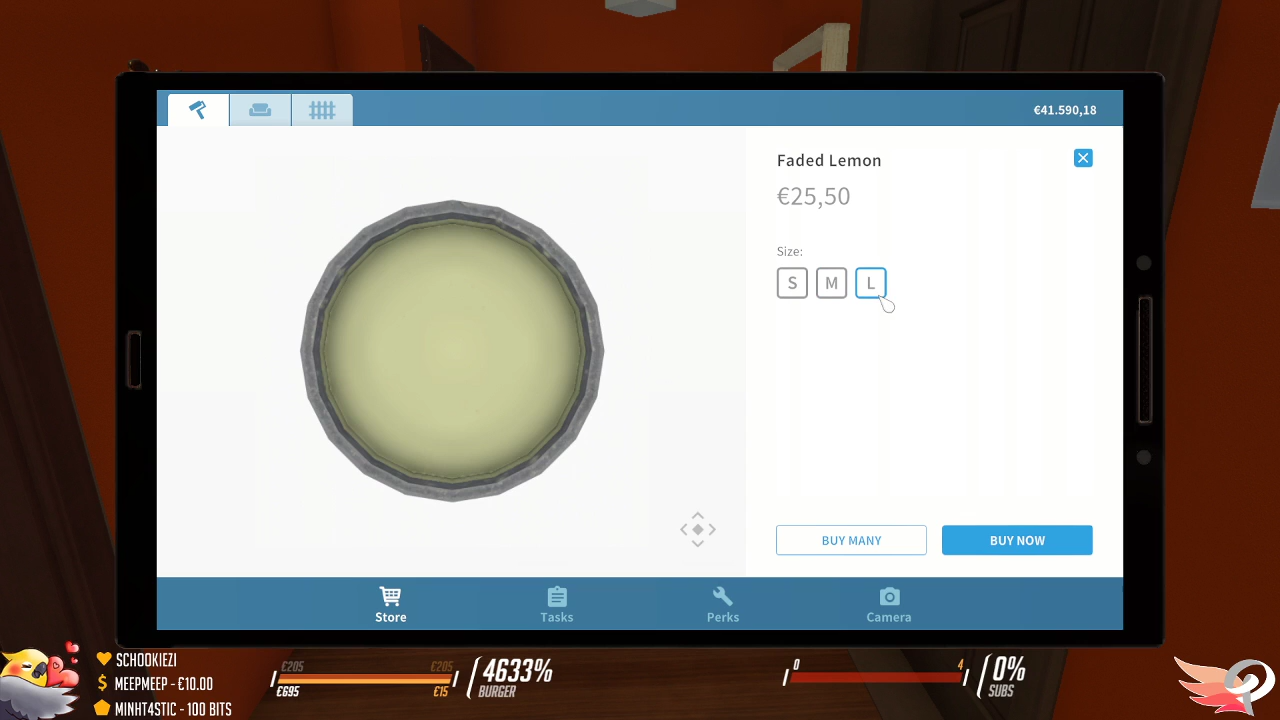 €41.590,18
Faded Lemon
€25,50
Size:
S M L
BUY MANY BUY NOW
Store Tasks Perks Camera
SCHOOKIEZI
$ MEEPMEEP - €10.00
MINHT4STIC - 100 BITS
€205 €205
€695 €15
4633%
BURGER
0 4
0%
SUBS